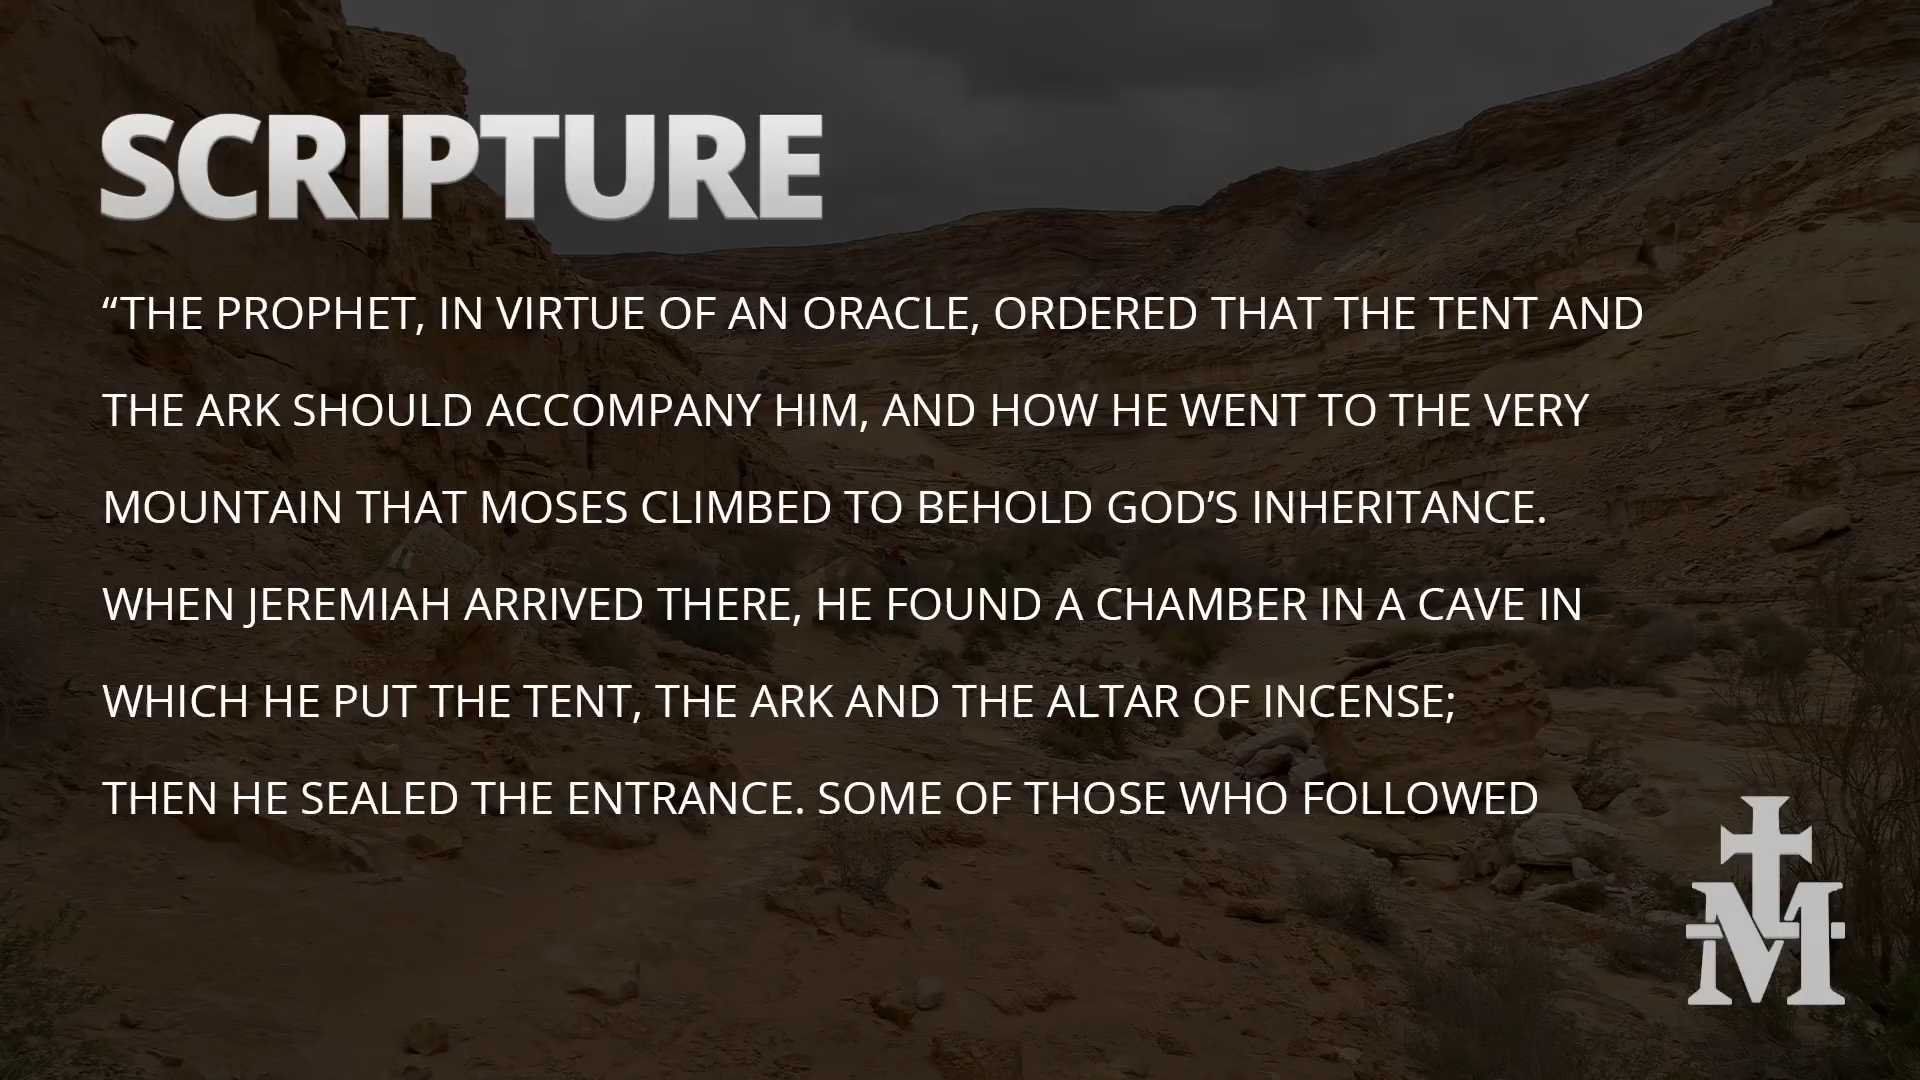 SCRIPTURE
“THE PROPHET, IN VIRTUE OF AN ORACLE, ORDERED THAT THE TENT AND
THE ARK SHOULD ACCOMPANY HIM, AND HOW HE WENT TO THE VERY
MOUNTAIN THAT MOSES CLIMBED TO BEHOLD GOD’S INHERITANCE.
WHEN JEREMIAH ARRIVED THERE, HE FOUND A CHAMBER IN A CAVE IN
WHICH HE PUT THE TENT, THE ARK AND THE ALTAR OF INCENSE;
THEN HE SEALED THE ENTRANCE. SOME OF THOSE WHO FOLLOWED
M